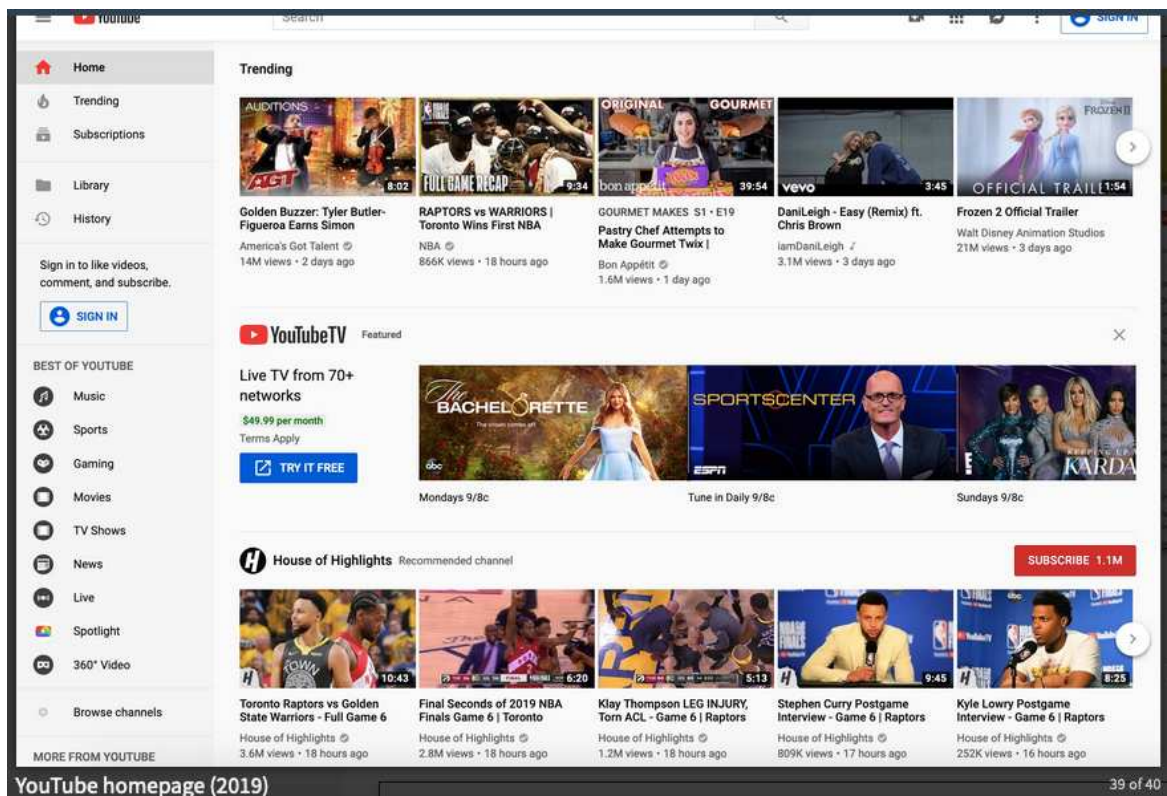 YouTube
Search
SIGN IN
Home
Trending
Subscriptions
Library
History
Sign in to like videos,
comment, and subscribe.
SIGN IN
BEST OF YOUTUBE
Music
Sports
Gaming
Movies
TV Shows
News
Live
Spotlight
360° Video
Browse channels
MORE FROM YOUTUBE
Trending
AUDITIONS
AGT
8:02
Golden Buzzer: Tyler Butler-
Figueroa Earns Simon
America's Got Talent
14M views • 2 days ago
FULL GAME RECAP
9:34
RAPTORS vs WARRIORS |
Toronto Wins First NBA
NBA
866K views • 18 hours ago
ORIGINAL GOURMET
bon appétit
39:54
GOURMET MAKES S1 • E19
Pastry Chef Attempts to
Make Gourmet Twix |
Bon Appétit
1.6M views • 1 day ago
vevo
3:45
DaniLeigh - Easy (Remix) ft.
Chris Brown
iamDaniLeigh
3.1M views • 3 days ago
FROZEN II
OFFICIAL TRAILE
1:54
Frozen 2 Official Trailer
Walt Disney Animation Studios
21M views • 3 days ago
YouTubeTV Featured
Live TV from 70+
networks
$49.99 per month
Terms Apply
TRY IT FREE
The
BACHELORETTE
The crown comes off
abc
Mondays 9/8c
SPORTSCENTER
ESPN
Tune in Daily 9/8c
E!
KEEPING UP
KARDA
Sundays 9/8c
House of Highlights Recommended channel
SUBSCRIBE 1.1M
10:43
Toronto Raptors vs Golden
State Warriors - Full Game 6
House of Highlights
3.6M views • 18 hours ago
6:20
Final Seconds of 2019 NBA
Finals Game 6 | Toronto
House of Highlights
2.8M views • 18 hours ago
5:13
Klay Thompson LEG INJURY,
Torn ACL - Game 6 | Raptors
House of Highlights
1.2M views • 18 hours ago
9:45
Stephen Curry Postgame
Interview - Game 6 | Raptors
House of Highlights
809K views • 17 hours ago
abc
8:25
Kyle Lowry Postgame
Interview - Game 6 | Raptors
House of Highlights
252K views • 16 hours ago
YouTube homepage (2019)
39 of 40